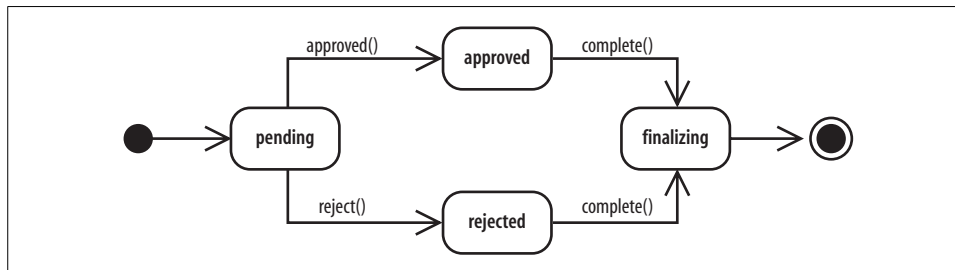 approved()
approved
complete()
pending
finalizing
reject()
rejected
complete()